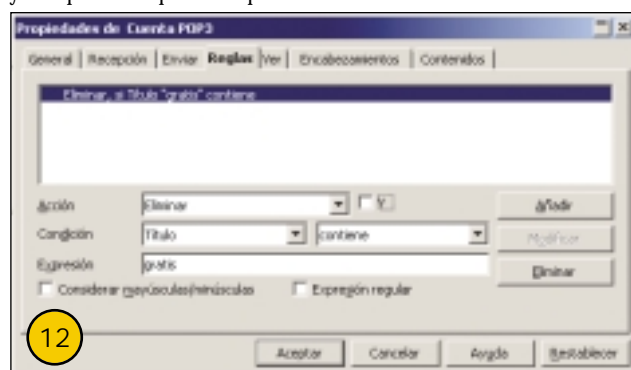 Propiedades de Cuenta POP3
General Recepción Enviar Reglas Ver Encabezamientos Contenidos
Eliminar, si Título "gratis" contiene
Acción Eliminar Y Añadir
Condición Título contiene Modificar
Expresión gratis Eliminar
Considerar mayúsculas/minúsculas Expresión regular
12
Aceptar Cancelar Ayuda Restablecer